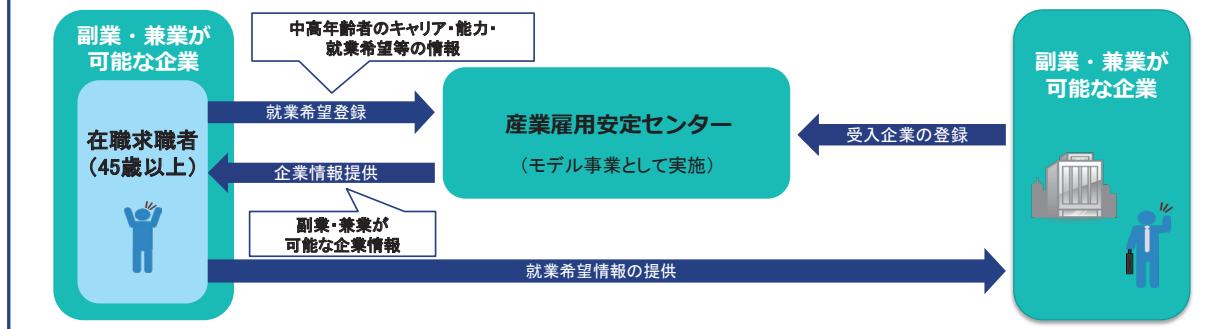 副業・兼業が
可能な企業
中高年齢者のキャリア・能力・
就業希望等の情報
就業希望登録
在職求職者
（45歳以上）
企業情報提供
副業・兼業が
可能な企業情報
産業雇用安定センター
（モデル事業として実施）
受入企業の登録
副業・兼業が
可能な企業
就業希望情報の提供